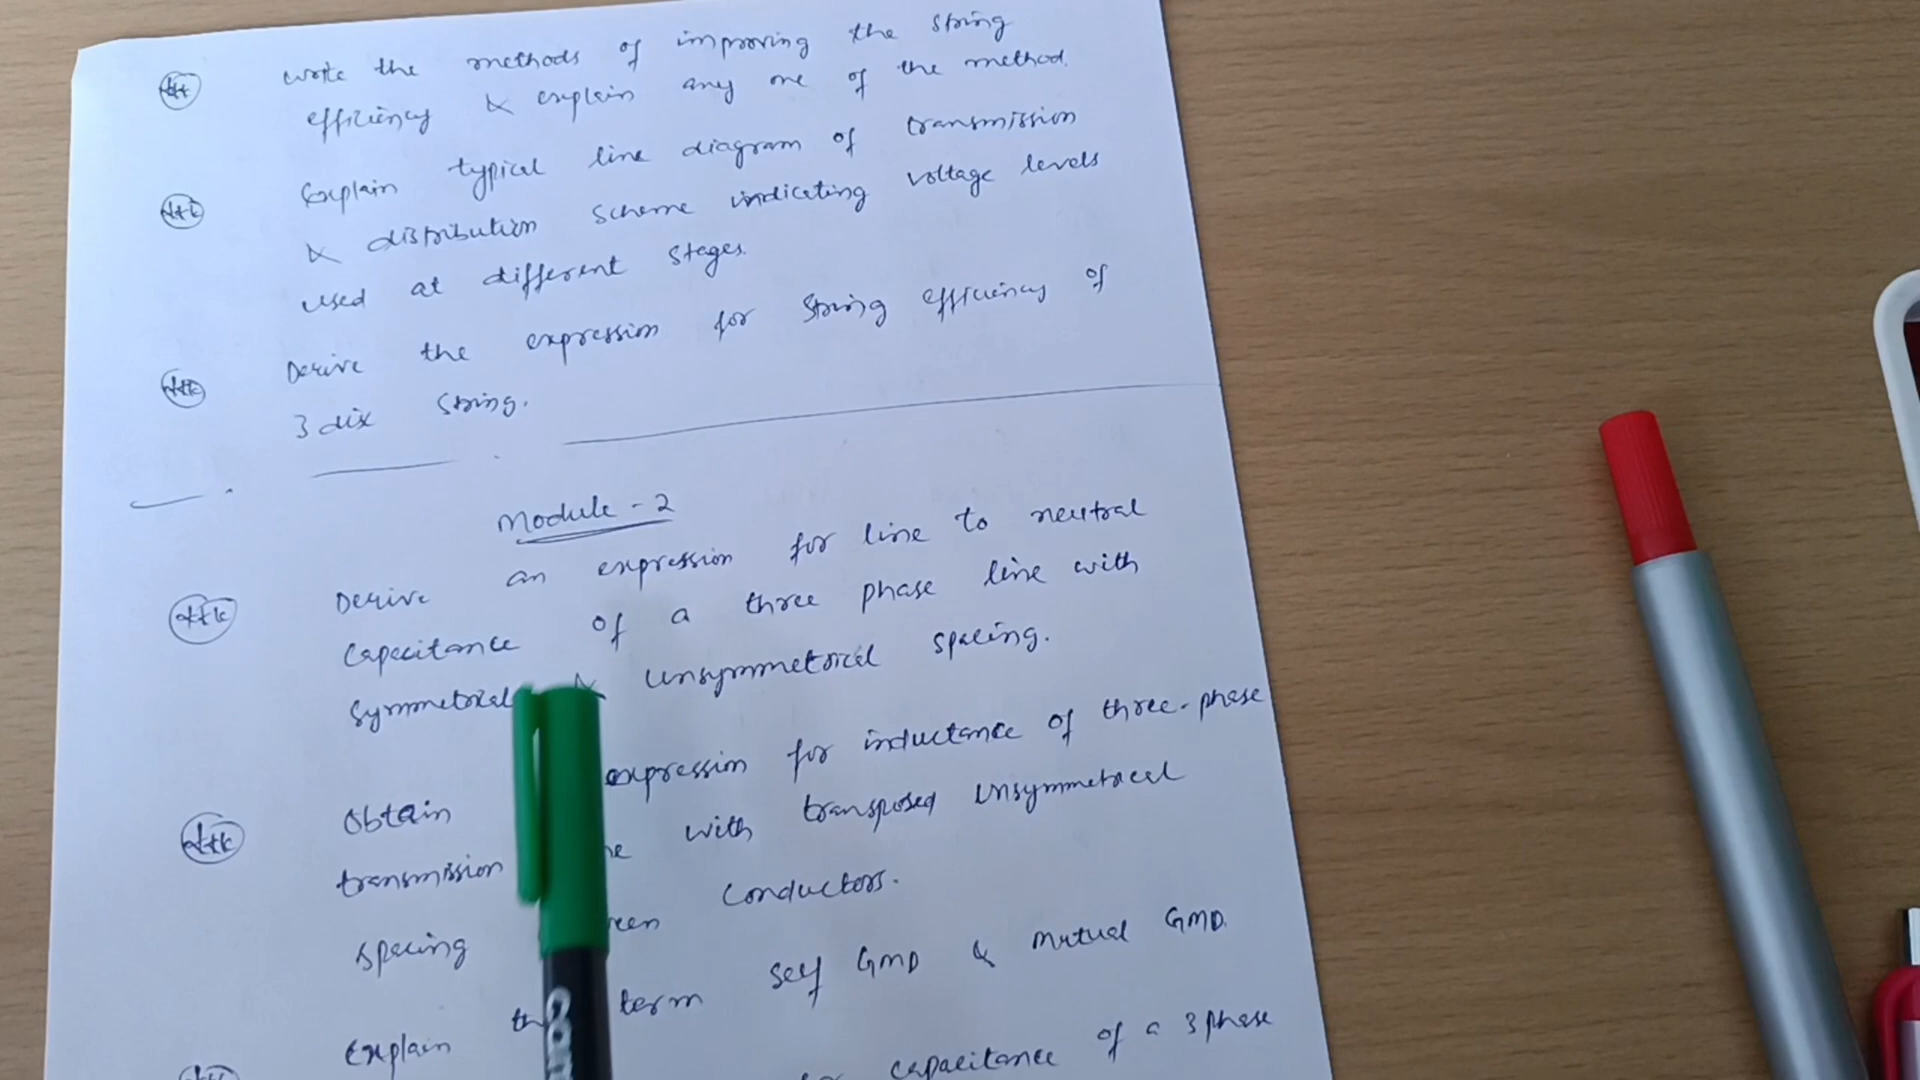 Write the methods of improving the string
efficiency & explain any one of the method.
Explain typical line diagram of transmission
& distribution scheme indicating voltage levels
used at different stages.
Derive the expression for string efficiency of
3 disk string.
Module - 2
Derive an expression for line to neutral
capacitance of a three phase line with
symmetrical & unsymmetrical spacing.
Obtain expression for inductance of three-phase
transmission with transposed unsymmetrical
spacing conductors.
Explain term self GMD & mutual GMD.
capacitance of a 3 phase